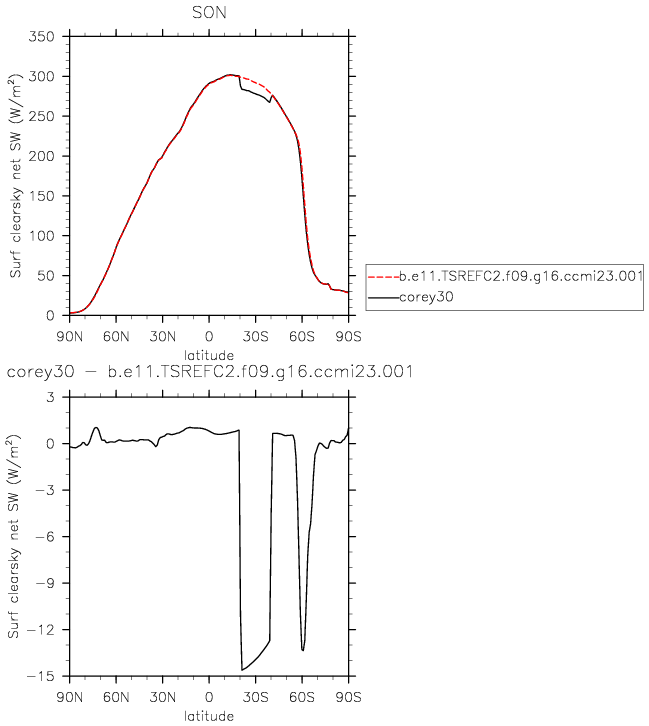 SON
350
300
250
200
150
100
50
0
Surf clearsky net SW (W/m²)
90N 60N 30N 0 30S 60S 90S
latitude
b.e11.TSREFC2.f09.g16.ccmi23.001
corey30
corey30 − b.e11.TSREFC2.f09.g16.ccmi23.001
3
0
−3
−6
−9
−12
−15
Surf clearsky net SW (W/m²)
90N 60N 30N 0 30S 60S 90S
latitude